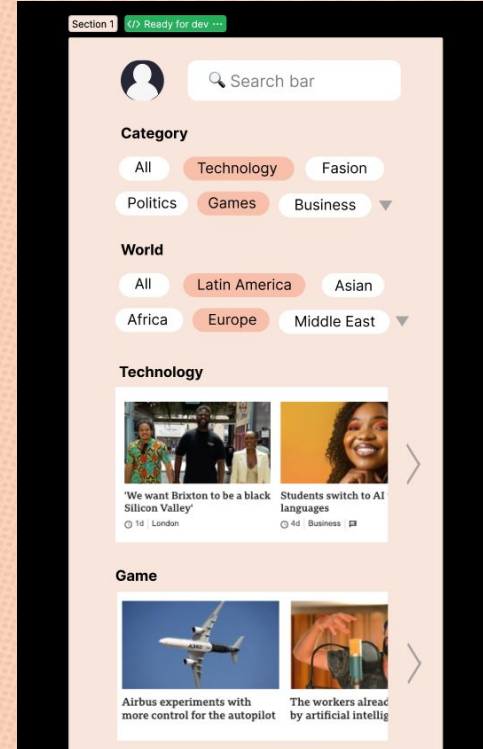 Section 1 </> Ready for dev ···
Search bar
Category
All Technology Fasion
Politics Games Business
World
All Latin America Asian
Africa Europe Middle East
Technology
'We want Brixton to be a black
Silicon Valley'
1d London
Students switch to AI
languages
4d Business
Game
A350
Airbus experiments with
more control for the autopilot
The workers alread
by artificial intellig